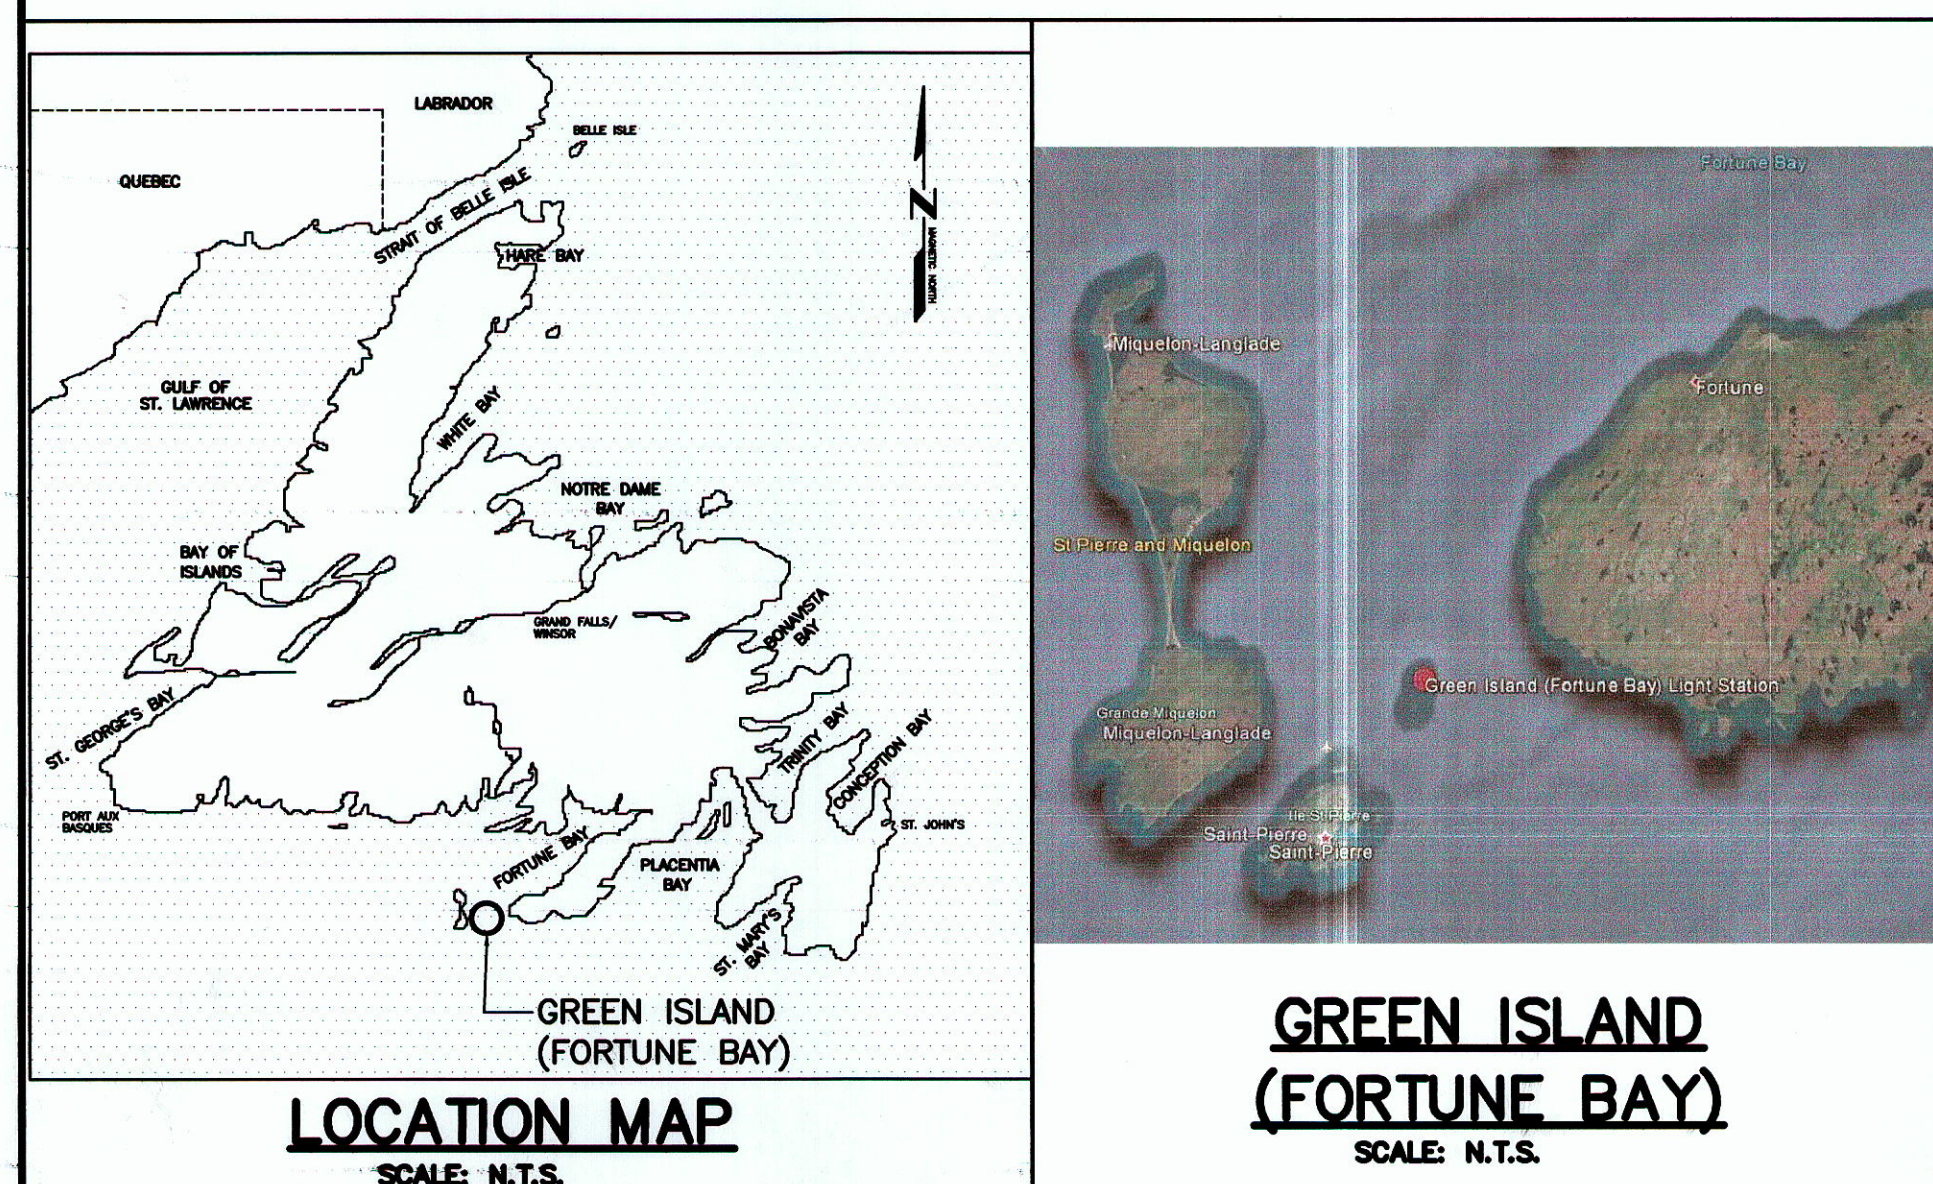 LABRADOR
BELLE ISLE
QUEBEC
STRAIT OF BELLE ISLE
HARE BAY
N
MAGNETIC NORTH
GULF OF
ST. LAWRENCE
WHITE BAY
NOTRE DAME
BAY
BAY OF
ISLANDS
GRAND FALLS/
WINSOR
BONAVISTA
BAY
ST. GEORGE'S BAY
TRINITY BAY
CONCEPTION BAY
PORT AUX
BASQUES
ST. JOHN'S
FORTUNE BAY
PLACENTIA
BAY
ST. MARY'S
BAY
GREEN ISLAND
(FORTUNE BAY)
LOCATION MAP
SCALE: N.T.S.
Fortune Bay
Miquelon-Langlade
Fortune
St Pierre and Miquelon
Green Island (Fortune Bay) Light Station
Grande Miquelon
Miquelon-Langlade
Ile St Pierre
Saint-Pierre
Saint-Pierre
GREEN ISLAND
(FORTUNE BAY)
SCALE: N.T.S.